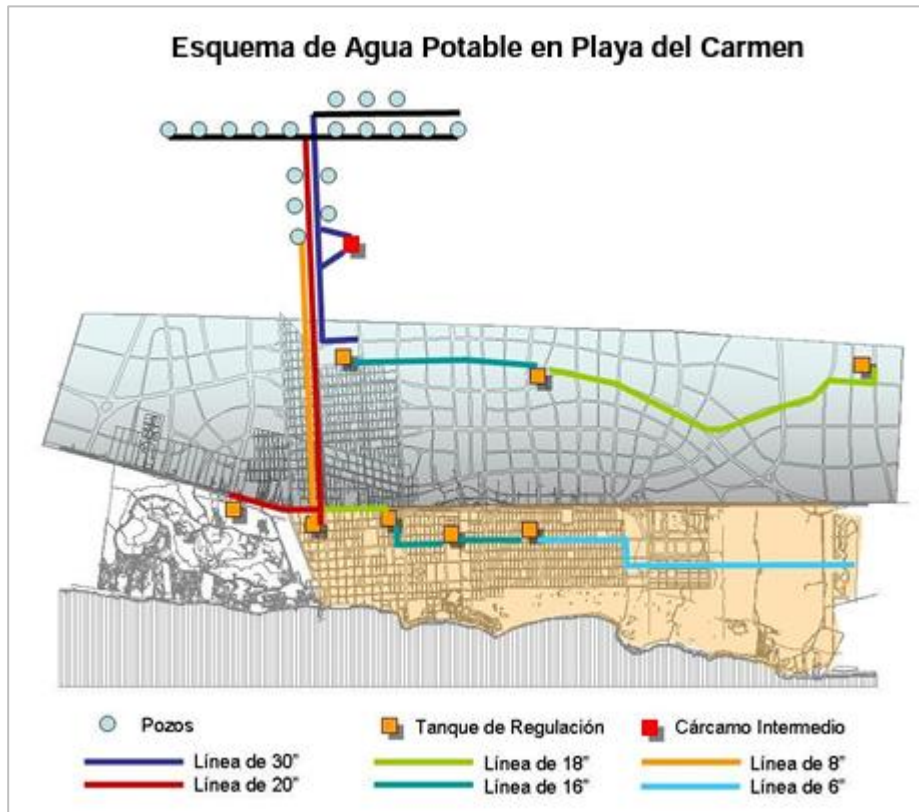 Esquema de Agua Potable en Playa del Carmen
Pozos
Tanque de Regulación
Cárcamo Intermedio
Línea de 30”
Línea de 18”
Línea de 8”
Línea de 20”
Línea de 16”
Línea de 6”